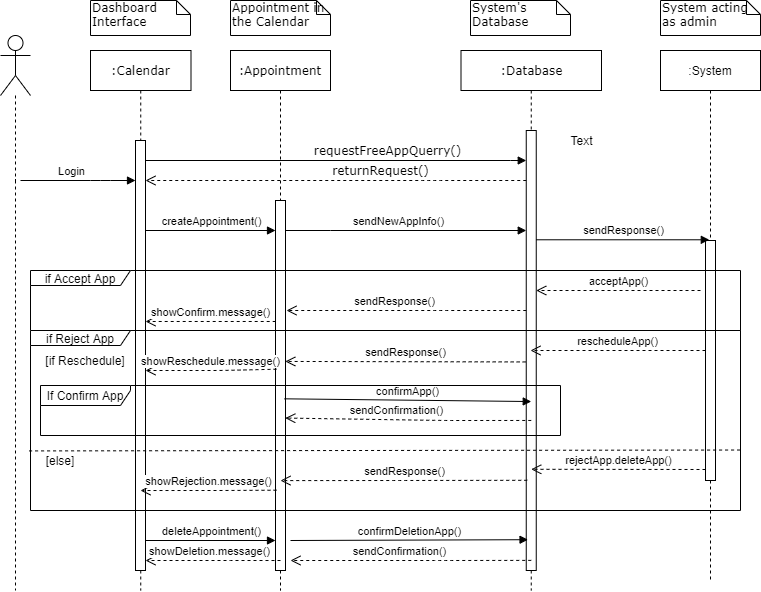 Dashboard
Interface
Appointment in
the Calendar
System's
Database
System acting
as admin
:Calendar
:Appointment
:Database
:System
Text
requestFreeAppQuerry()
Login
returnRequest()
createAppointment()
sendNewAppInfo()
sendResponse()
if Accept App
acceptApp()
sendResponse()
showConfirm.message()
if Reject App
rescheduleApp()
[if Reschedule]
showReschedule.message()
sendResponse()
If Confirm App
confirmApp()
sendConfirmation()
[else]
rejectApp.deleteApp()
sendResponse()
showRejection.message()
deleteAppointment()
confirmDeletionApp()
showDeletion.message()
sendConfirmation()